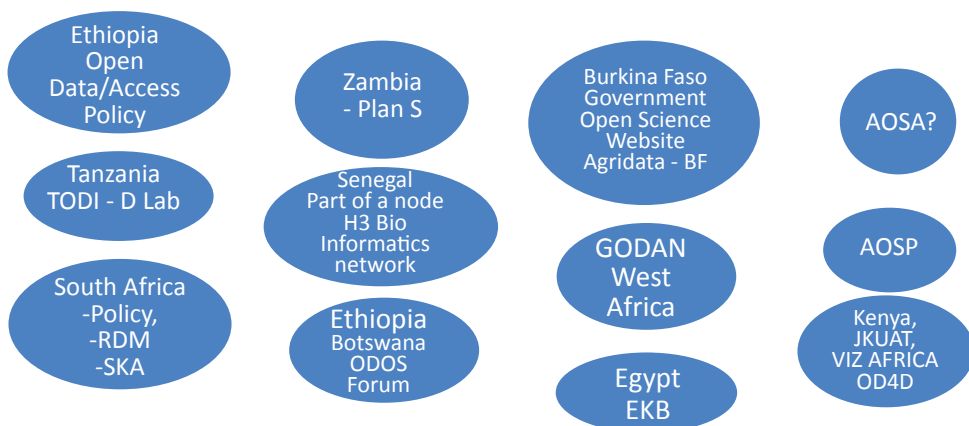 Ethiopia
Open
Data/Access
Policy
Tanzania
TODI - D Lab
South Africa
-Policy,
-RDM
-SKA
Zambia
- Plan S
Senegal
Part of a node
H3 Bio
Informatics
network
Ethiopia
Botswana
ODOS
Forum
Burkina Faso
Government
Open Science
Website
Agridata - BF
GODAN
West
Africa
Egypt
EKB
AOSA?
AOSP
Kenya,
JKUAT,
VIZ AFRICA
OD4D